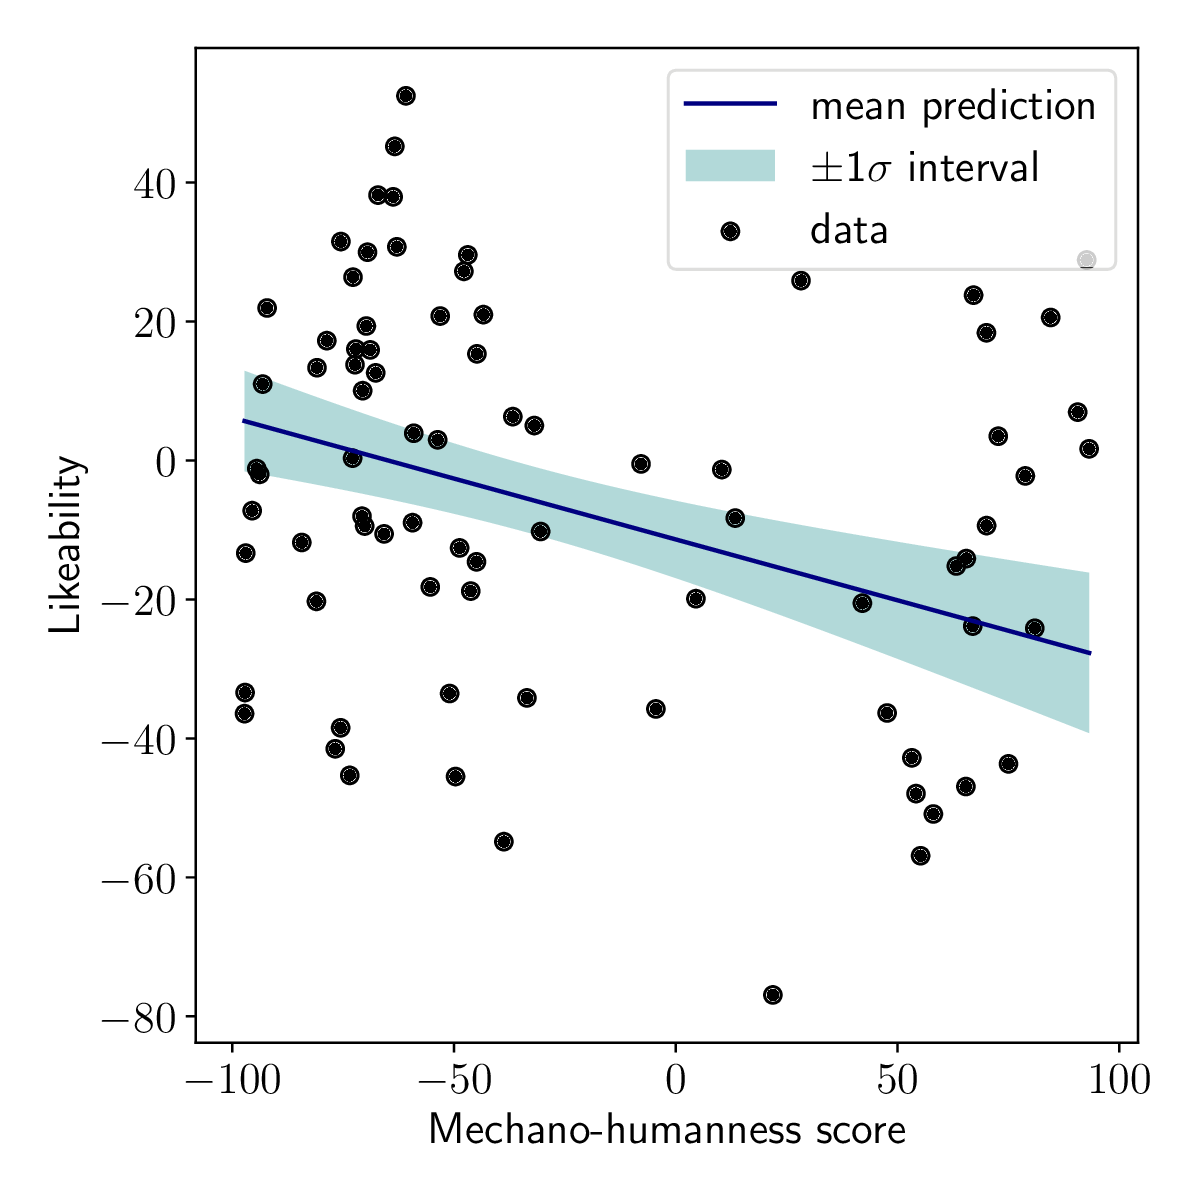 mean prediction
±1σ interval
data
40
20
0
−20
−40
−60
−80
Likeability
−100 −50 0 50 100
Mechano-humanness score